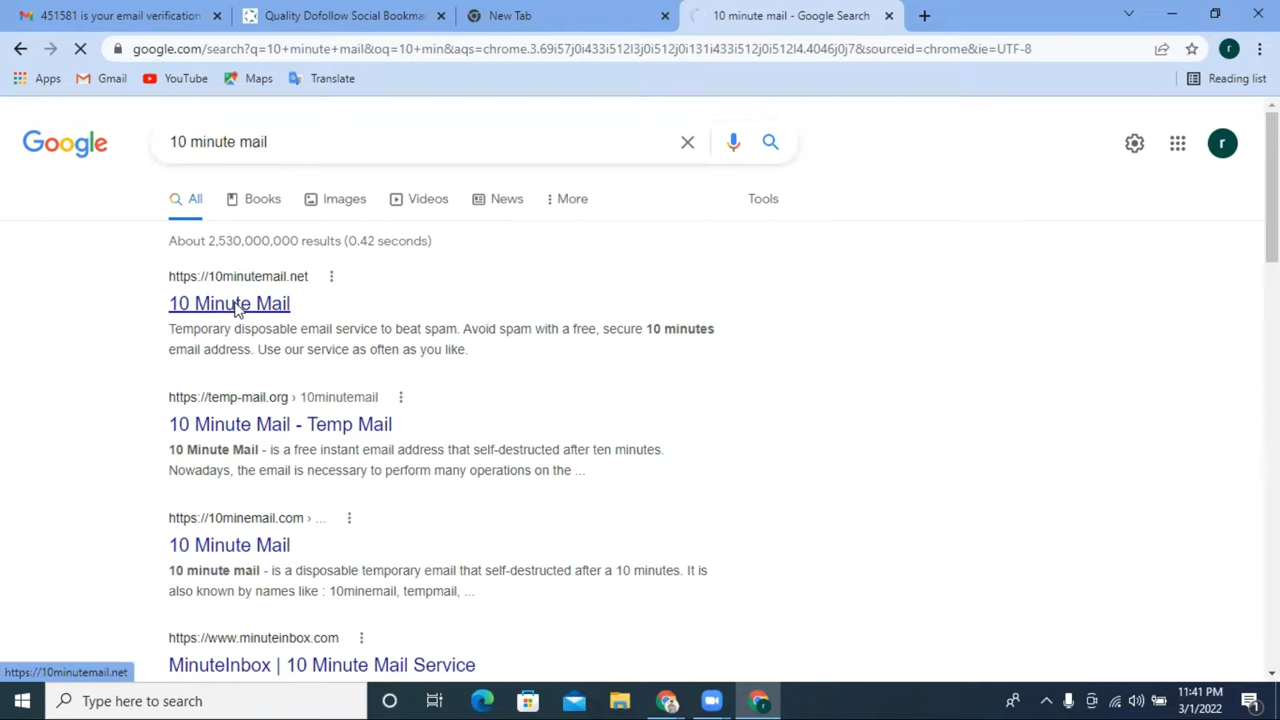 451581 is your email verification
Quality Dofollow Social Bookma
New Tab
10 minute mail - Google Search
google.com/search?q=10+minute+mail&oq=10+min&aqs=chrome.3.69i57j0i433i512l3j0i512j0i131i433i512j0i512l4.4046j0j7&sourceid=chrome&ie=UTF-8
r
Apps
Gmail
YouTube
Maps
Translate
Reading list
Google
10 minute mail
r
All
Books
Images
Videos
News
More
Tools
About 2,530,000,000 results (0.42 seconds)
https://10minutemail.net
10 Minute Mail
Temporary disposable email service to beat spam. Avoid spam with a free, secure 10 minutes
email address. Use our service as often as you like.
https://temp-mail.org › 10minutemail
10 Minute Mail - Temp Mail
10 Minute Mail - is a free instant email address that self-destructed after ten minutes.
Nowadays, the email is necessary to perform many operations on the ...
https://10minemail.com › ...
10 Minute Mail
10 minute mail - is a disposable temporary email that self-destructed after a 10 minutes. It is
also known by names like : 10minemail, tempmail, ...
https://www.minuteinbox.com
MinuteInbox | 10 Minute Mail Service
https://10minutemail.net
Type here to search
r
11:41 PM
3/1/2022
1